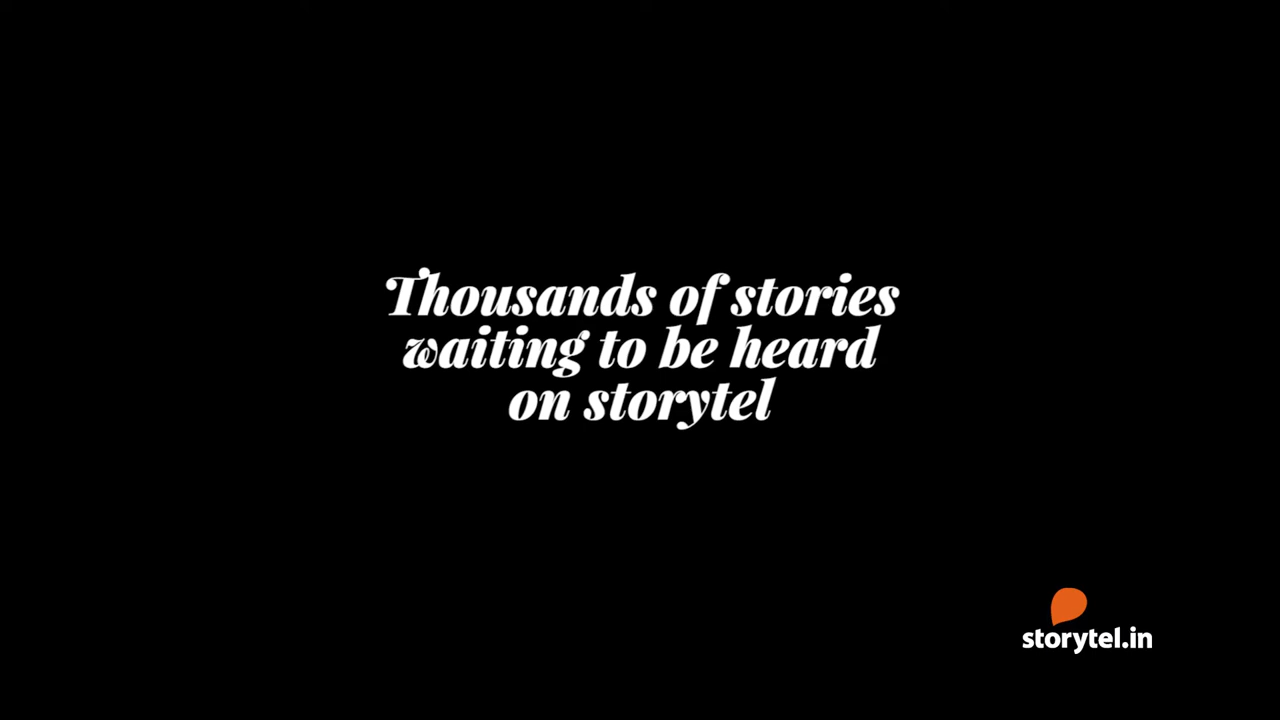 Thousands of stories
waiting to be heard
on storytel
storytel.in